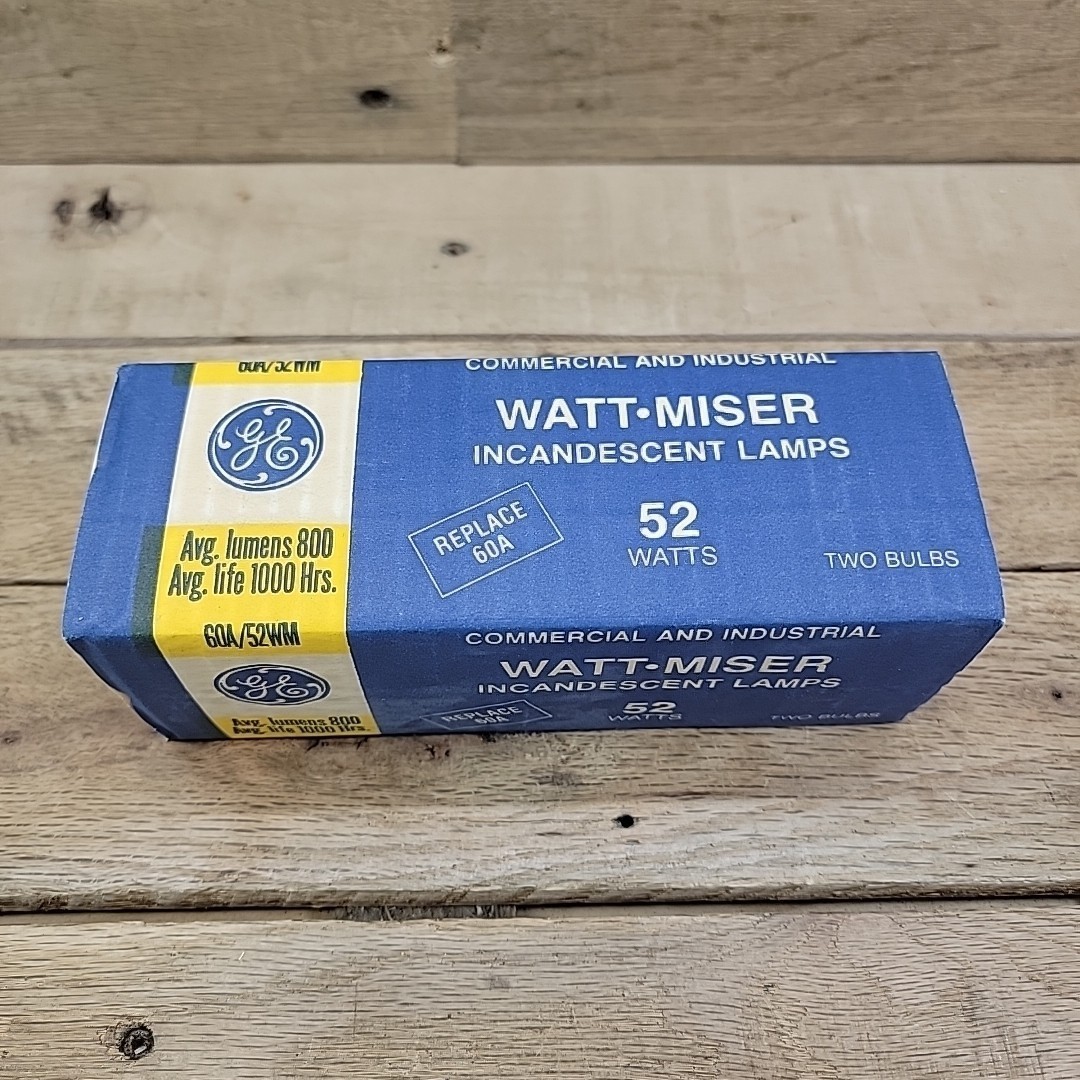 60A/52WM
COMMERCIAL AND INDUSTRIAL
GE
WATT•MISER
INCANDESCENT LAMPS
REPLACE
60A
52
WATTS
TWO BULBS
Avg. lumens 800
Avg. life 1000 Hrs.
60A/52WM
COMMERCIAL AND INDUSTRIAL
GE
WATT•MISER
INCANDESCENT LAMPS
REPLACE
60A
52
WATTS
TWO BULBS
Avg. lumens 800
Avg. life 1000 Hrs.